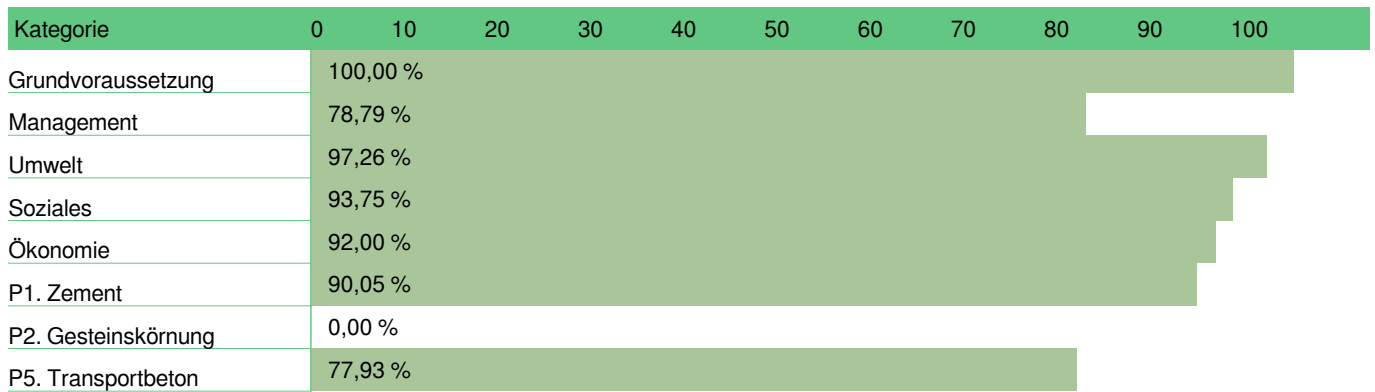 Kategorie 0 10 20 30 40 50 60 70 80 90 100
Grundvoraussetzung 100,00 %
Management 78,79 %
Umwelt 97,26 %
Soziales 93,75 %
Ökonomie 92,00 %
P1. Zement 90,05 %
P2. Gesteinskörnung 0,00 %
P5. Transportbeton 77,93 %